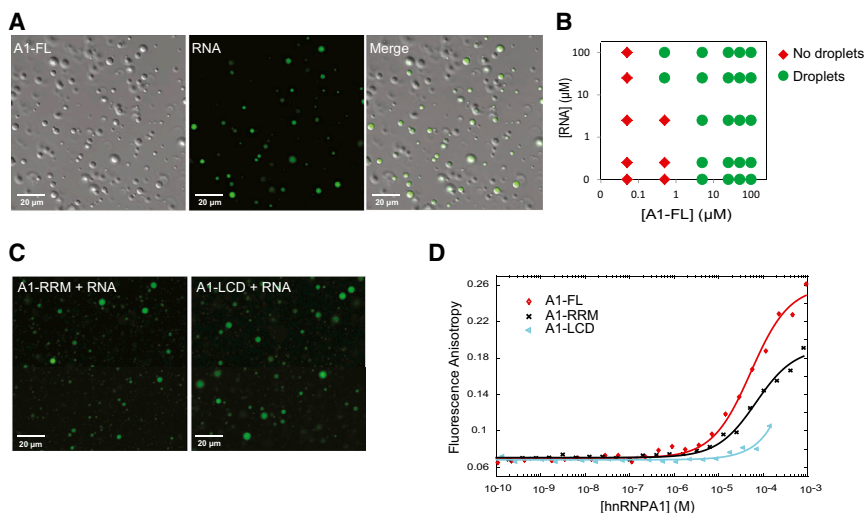 A
A1-FL
RNA
Merge
20 µm
20 µm
20 µm
B
[RNA] (µM)
100
10
1
0
0
0.1
1
10
100
[A1-FL] (µM)
No droplets
Droplets
C
A1-RRM + RNA
A1-LCD + RNA
20 µm
20 µm
D
Fluorescence Anisotropy
0.26
0.22
0.18
0.14
0.1
0.06
A1-FL
A1-RRM
A1-LCD
10-10
10-9
10-8
10-7
10-6
10-5
10-4
10-3
[hnRNPA1] (M)